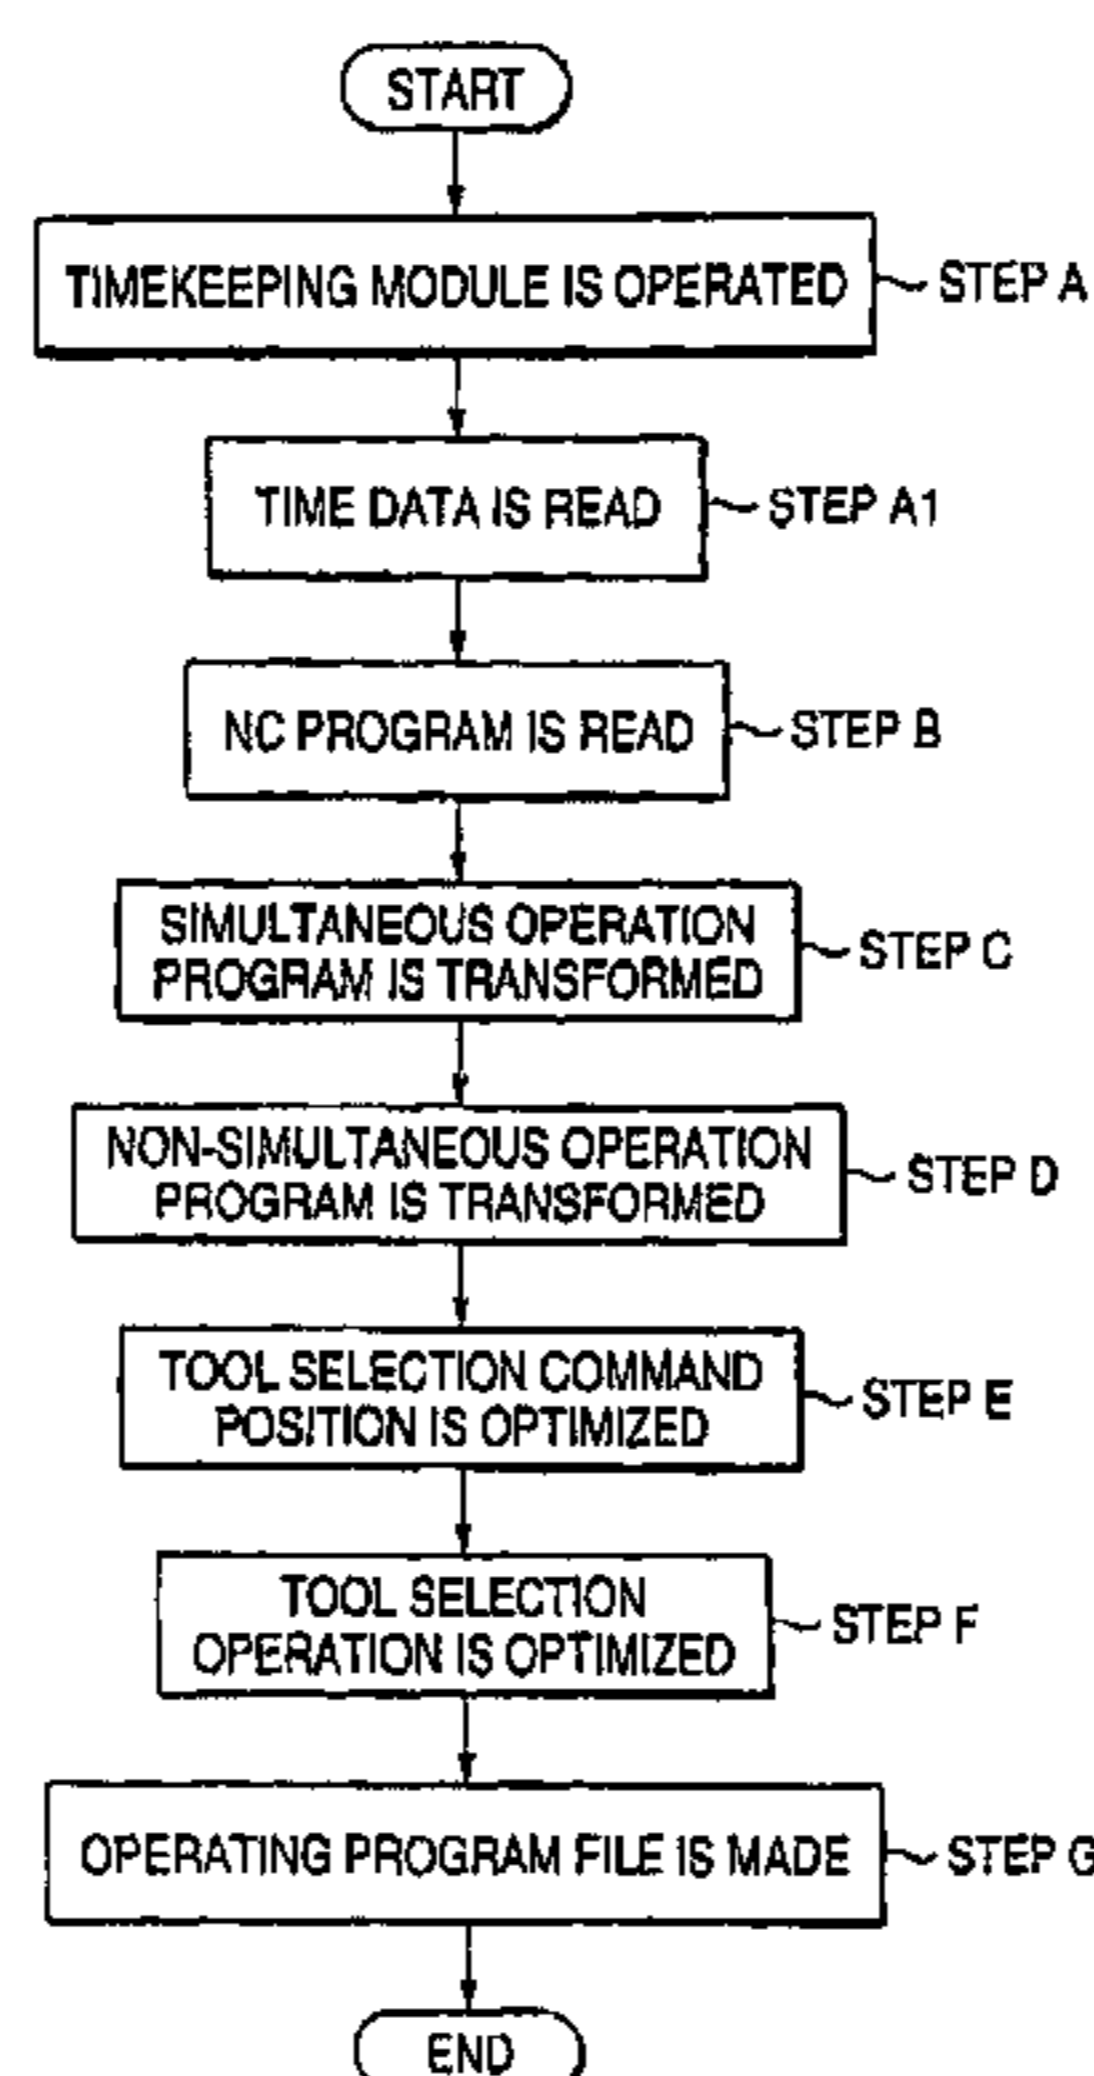 START
TIMEKEEPING MODULE IS OPERATED
STEP A
TIME DATA IS READ
STEP A1
NC PROGRAM IS READ
STEP B
SIMULTANEOUS OPERATION
PROGRAM IS TRANSFORMED
STEP C
NON-SIMULTANEOUS OPERATION
PROGRAM IS TRANSFORMED
STEP D
TOOL SELECTION COMMAND
POSITION IS OPTIMIZED
STEP E
TOOL SELECTION
OPERATION IS OPTIMIZED
STEP F
OPERATING PROGRAM FILE IS MADE
STEP G
END